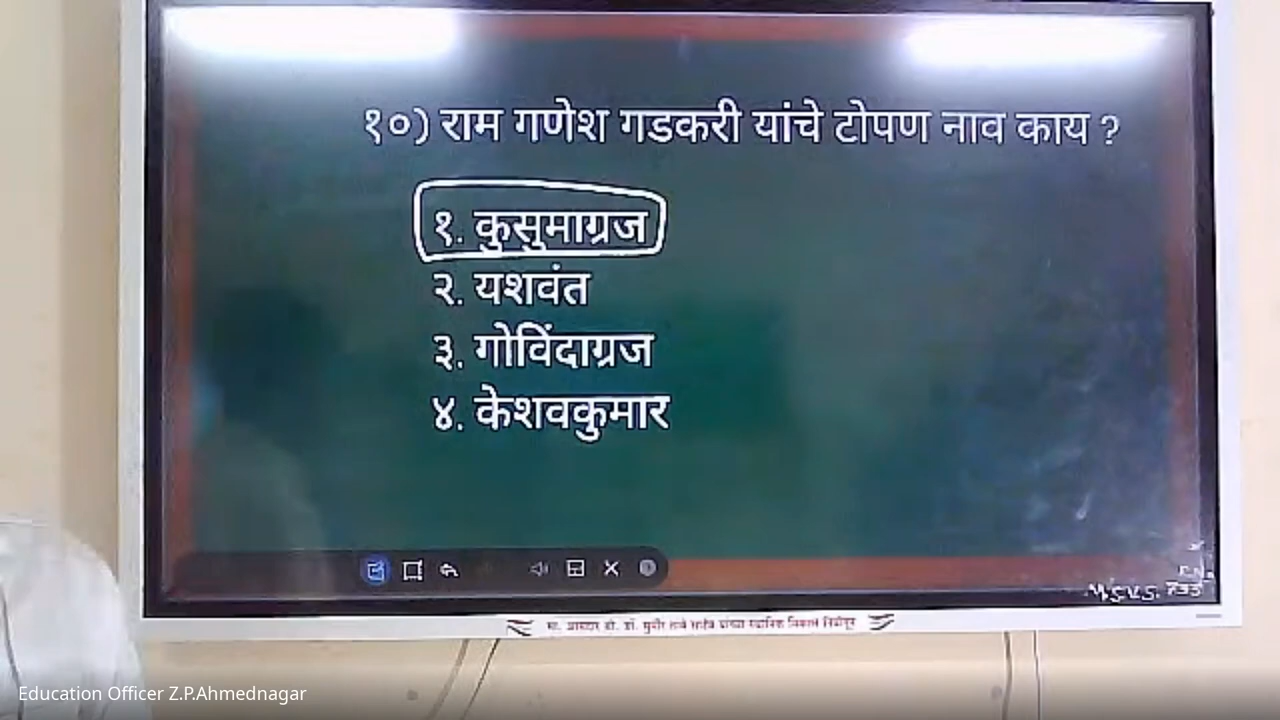 १०) राम गणेश गडकरी यांचे टोपण नाव काय ?
१. कुसुमाग्रज
२. यशवंत
३. गोविंदाग्रज
४. केशवकुमार
Education Officer Z.P.Ahmednagar